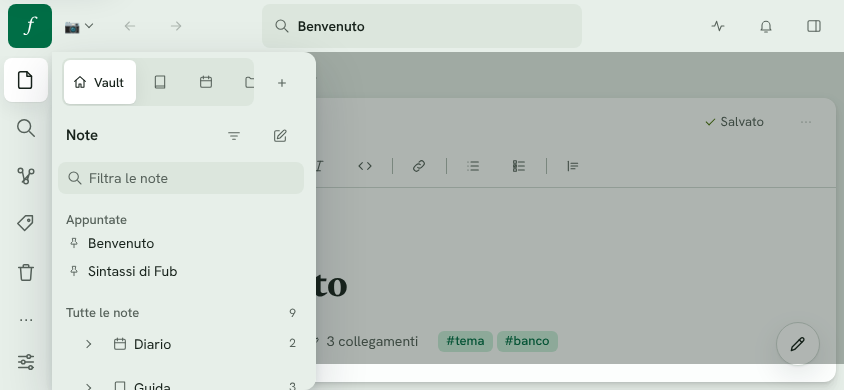 f
Benvenuto
Vault
Note
Salvato
Filtra le note
Appuntate
Benvenuto
Sintassi di Fub
to
Tutte le note 9
3 collegamenti #tema #banco
Diario 2
Guida 3